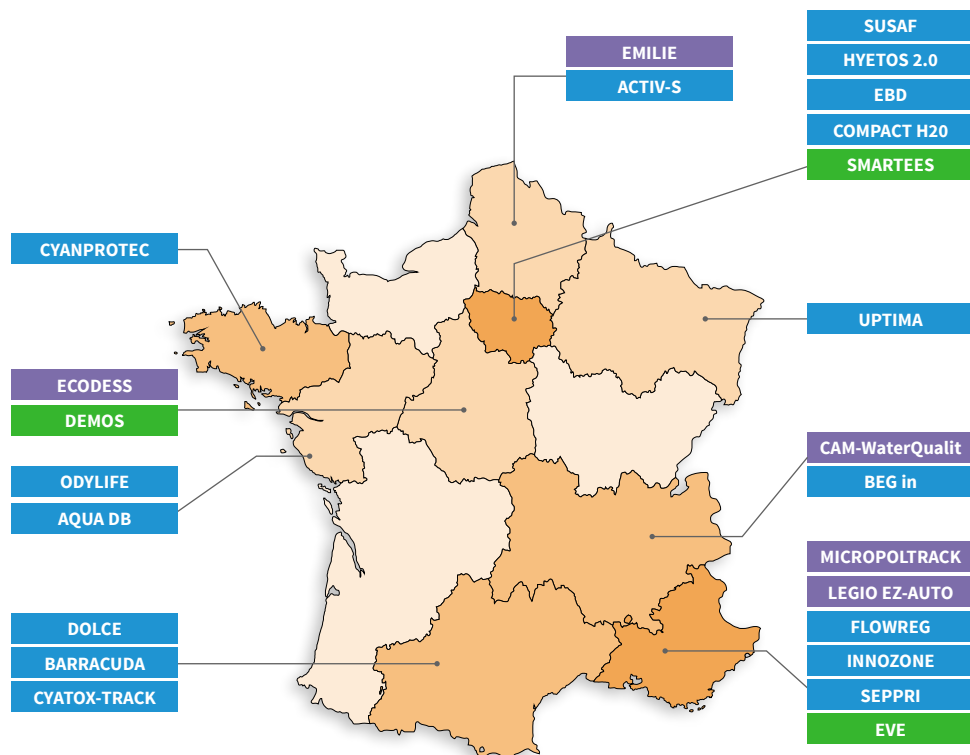 SUSAF
HYETOS 2.0
EBD
COMPACT H20
SMARTEES
EMILIE
ACTIV-S
CYANPROTEC
UPTIMA
ECODESS
DEMOS
CAM-WaterQualit
BEG in
ODYLIFE
AQUA DB
MICROPOLTRACK
LEGIO EZ-AUTO
FLOWREG
INNOZONE
SEPPRI
EVE
DOLCE
BARRACUDA
CYATOX-TRACK